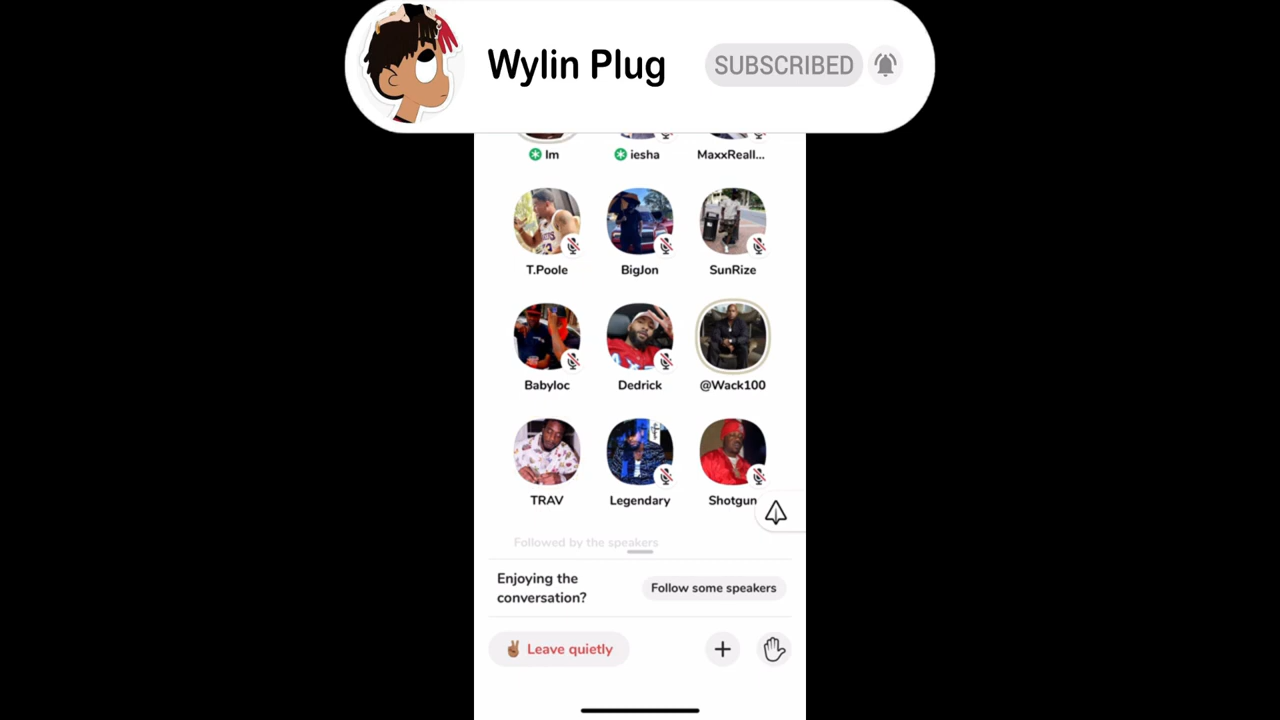 Wylin Plug SUBSCRIBED
Im iesha MaxxReall...
T.Poole BigJon SunRize
Babyloc Dedrick @Wack100
TRAV Legendary Shotgun
Followed by the speakers
Enjoying the
conversation?
Follow some speakers
Leave quietly